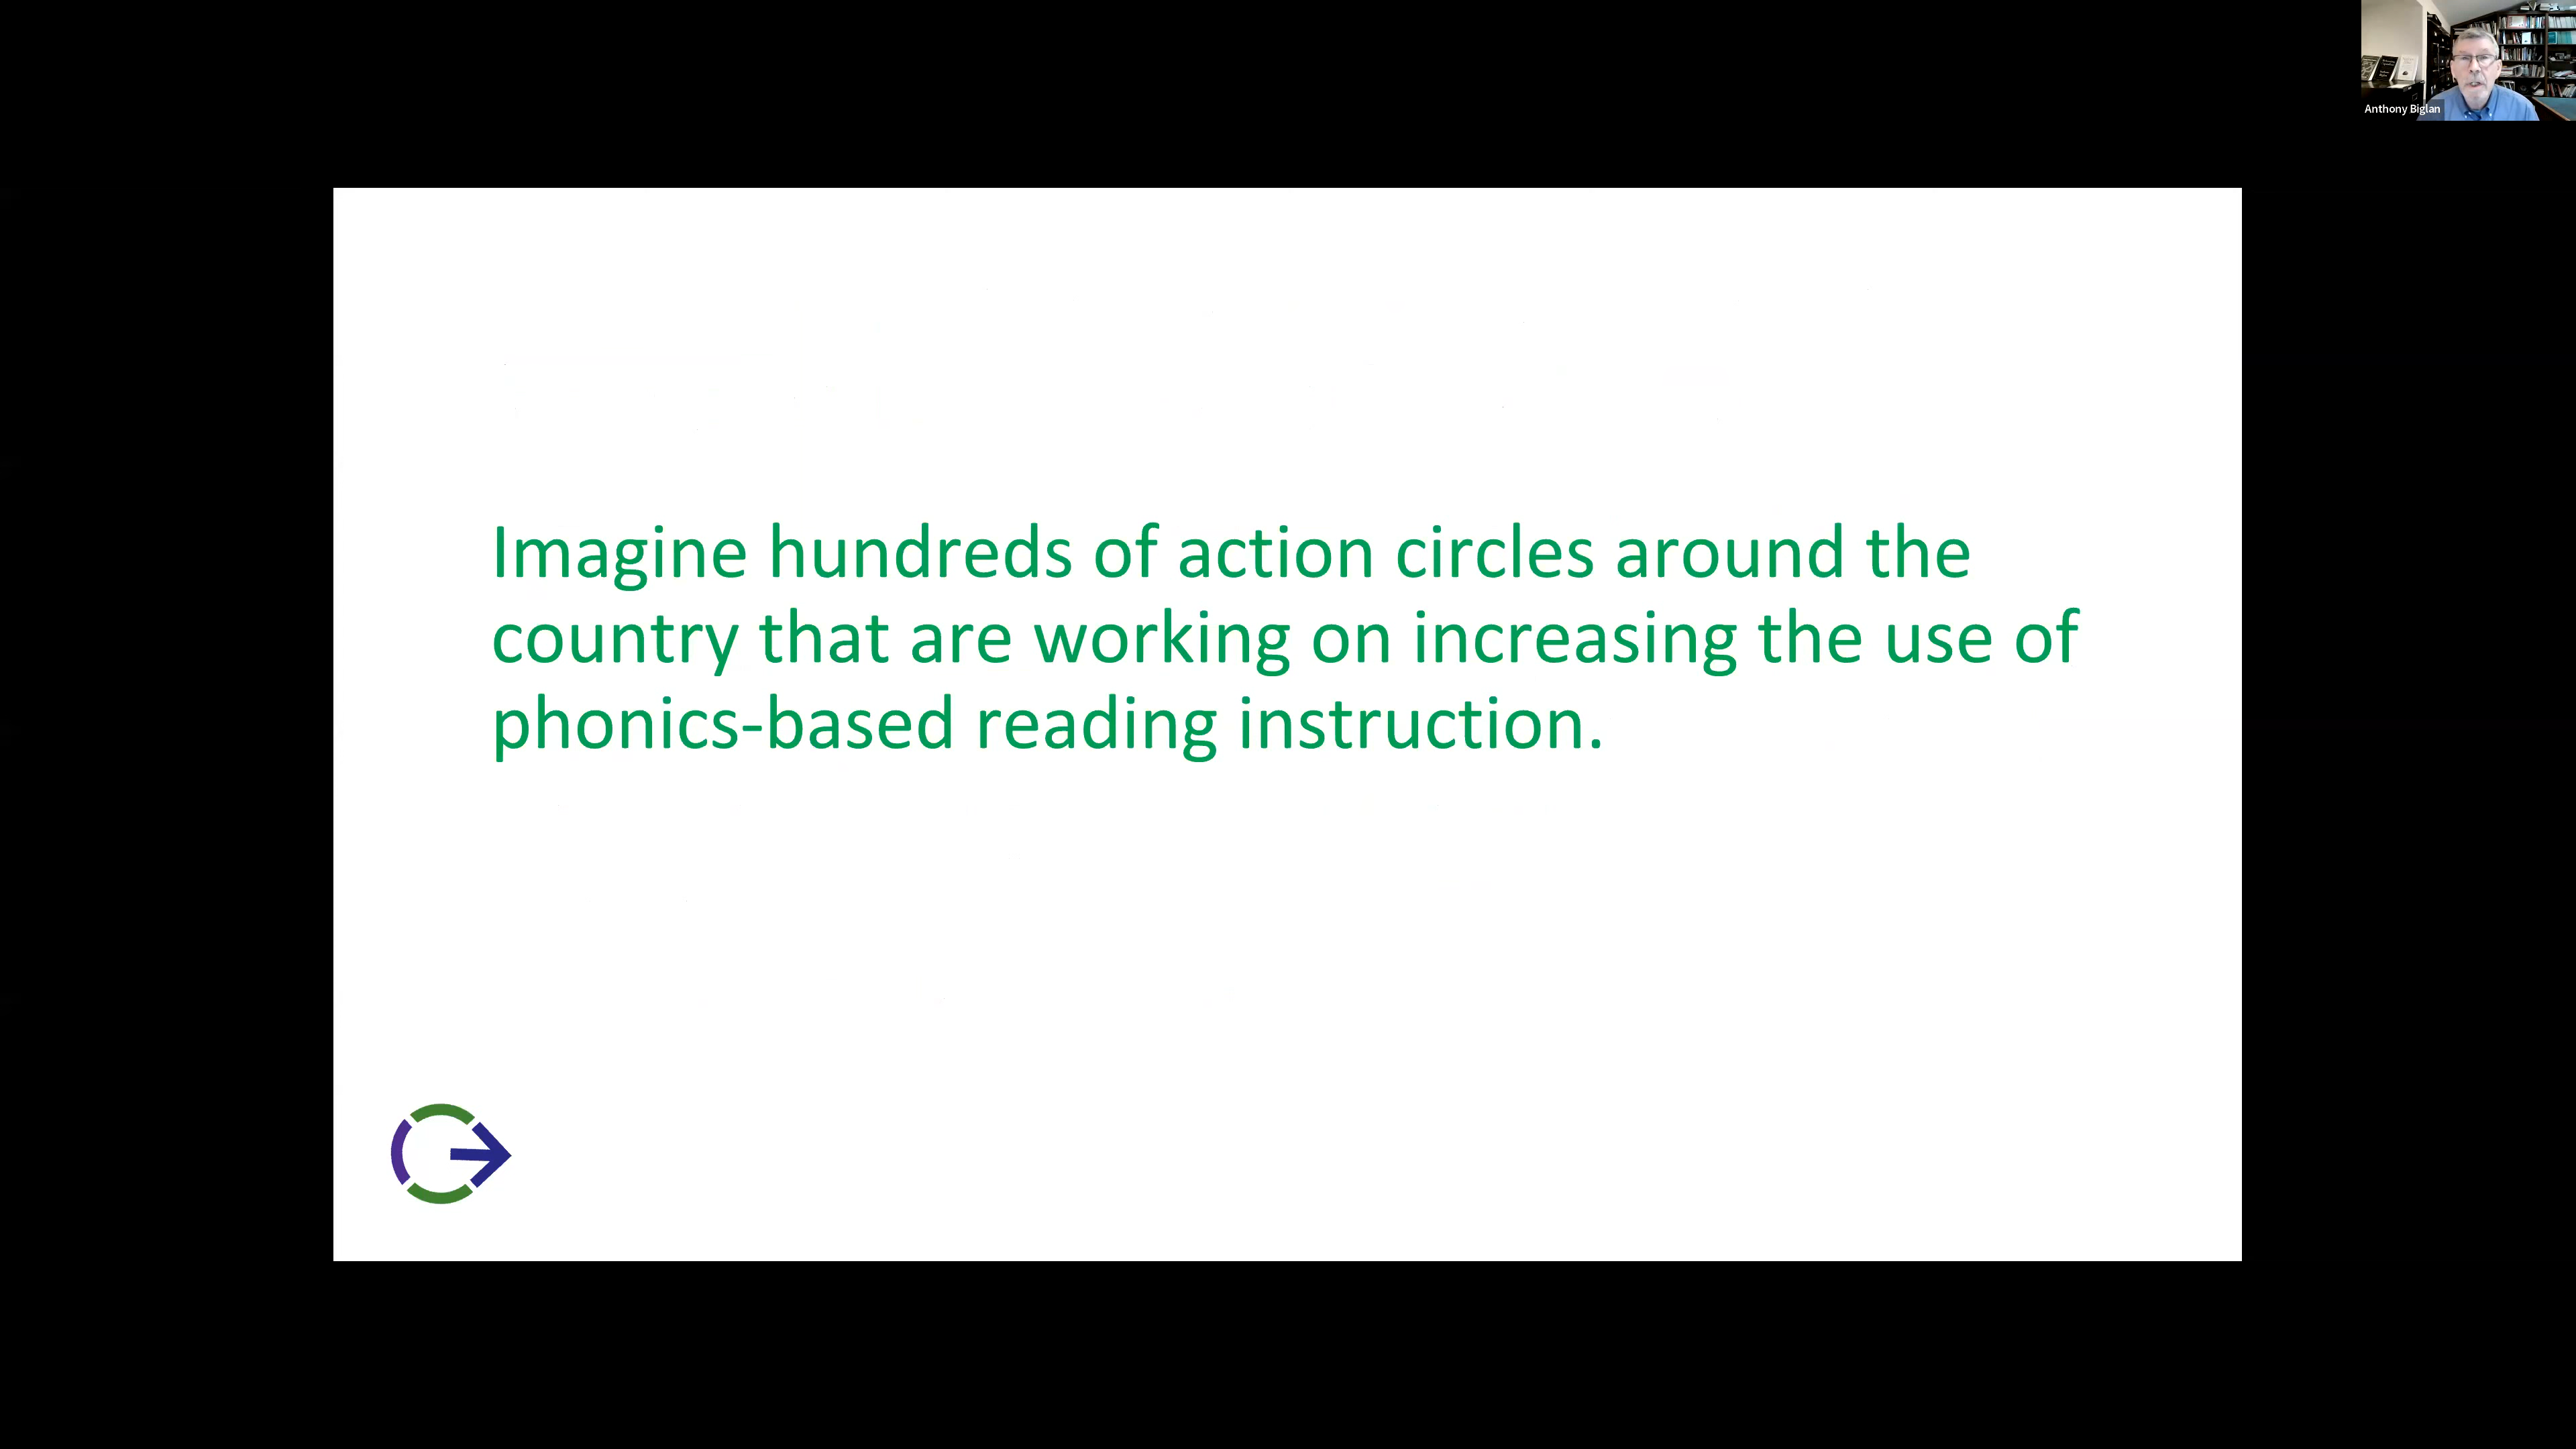 Anthony Biglan
Imagine hundreds of action circles around the
country that are working on increasing the use of
phonics-based reading instruction.